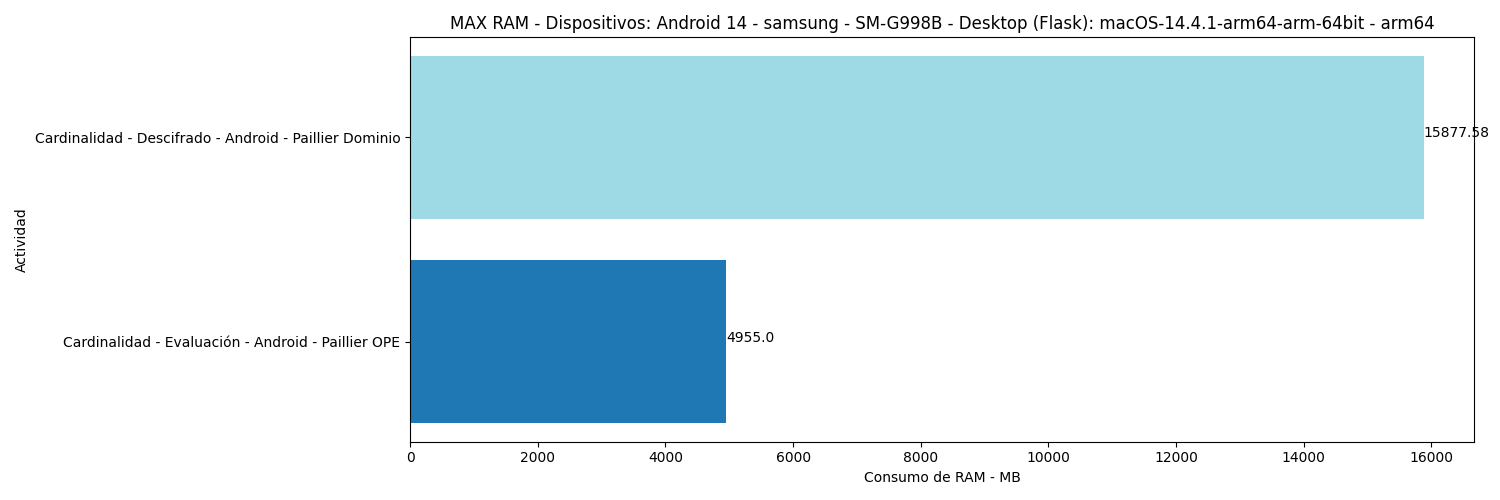 MAX RAM - Dispositivos: Android 14 - samsung - SM-G998B - Desktop (Flask): macOS-14.4.1-arm64-arm-64bit - arm64
Cardinalidad - Descifrado - Android - Paillier Dominio
15877.58
Actividad
Cardinalidad - Evaluación - Android - Paillier OPE
4955.0
0 2000 4000 6000 8000 10000 12000 14000 16000
Consumo de RAM - MB